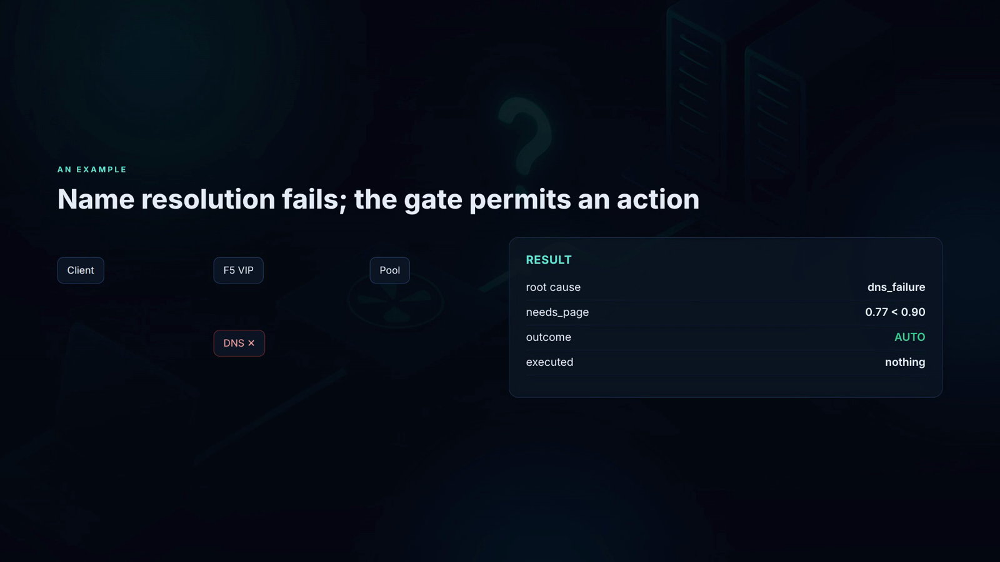 AN EXAMPLE
Name resolution fails; the gate permits an action
Client
F5 VIP
Pool
DNS ✕
RESULT
root cause dns_failure
needs_page 0.77 < 0.90
outcome AUTO
executed nothing
?